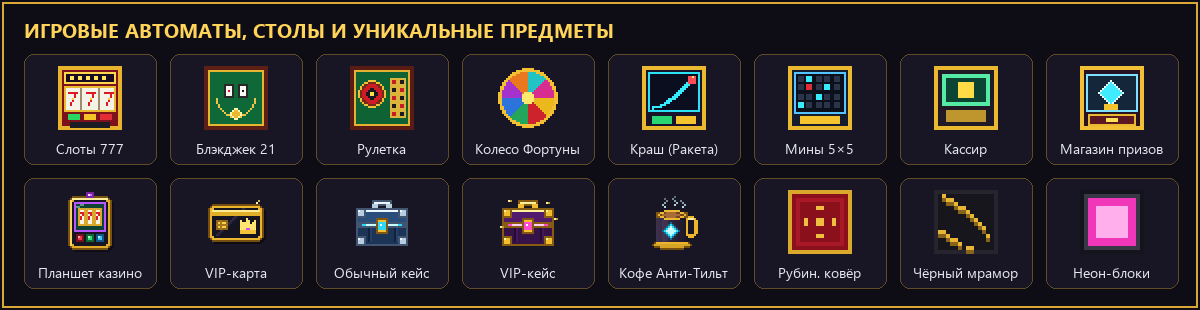 ИГРОВЫЕ АВТОМАТЫ, СТОЛЫ И УНИКАЛЬНЫЕ ПРЕДМЕТЫ
777
Слоты 777
Блэкджек 21
Рулетка
Колесо Фортуны
Краш (Ракета)
Мины 5×5
Кассир
Магазин призов
Планшет казино
VIP-карта
Обычный кейс
VIP-кейс
Кофе Анти-Тильт
Рубин. ковёр
Чёрный мрамор
Неон-блоки